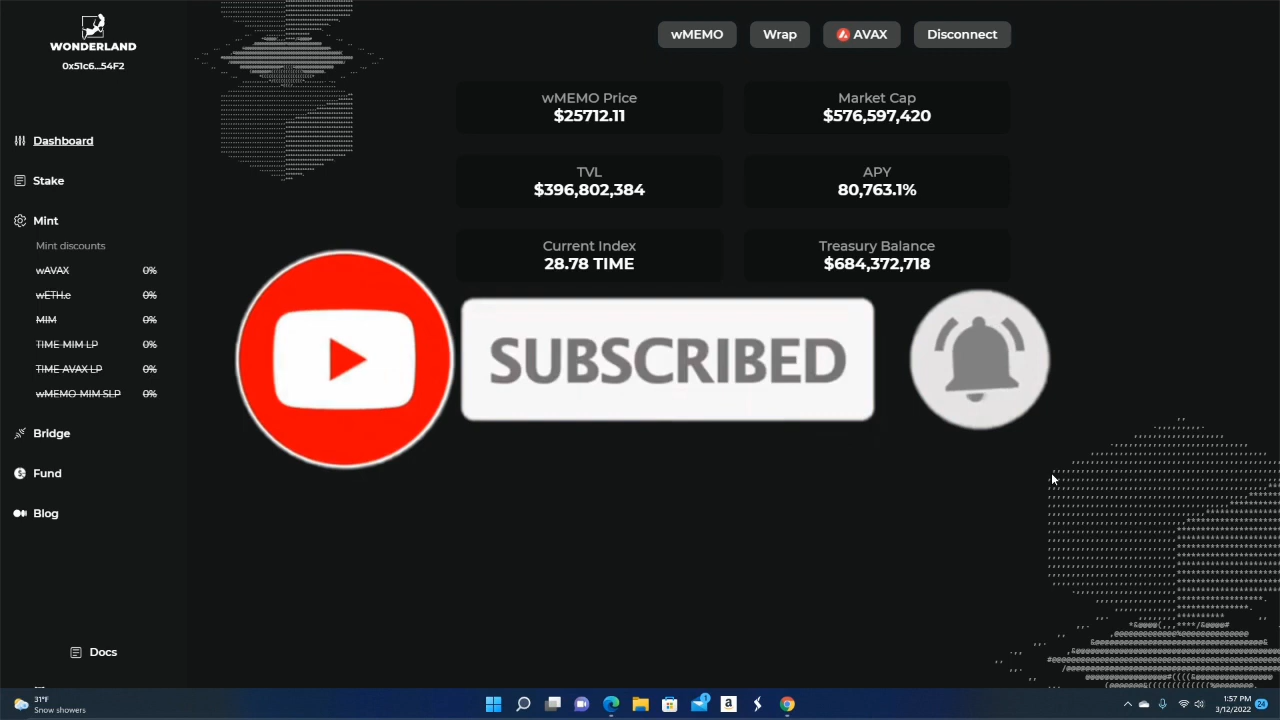 WONDERLAND
0x51c6...54F2
Stake
Mint
Mint discounts
wAVAX 0%
wETH.e 0%
MIM 0%
TIME-MIM LP 0%
TIME-AVAX LP 0%
wMEMO-MIM SLP 0%
Bridge
Fund
Blog
Docs
wMEMO Wrap AVAX Disconnect
wMEMO Price
$25712.11
Market Cap
$576,597,420
TVL
$396,802,384
APY
80,763.1%
Current Index
28.78 TIME
Treasury Balance
$684,372,718
SUBSCRIBED
31°F
Snow showers
1:57 PM
3/12/2022
24